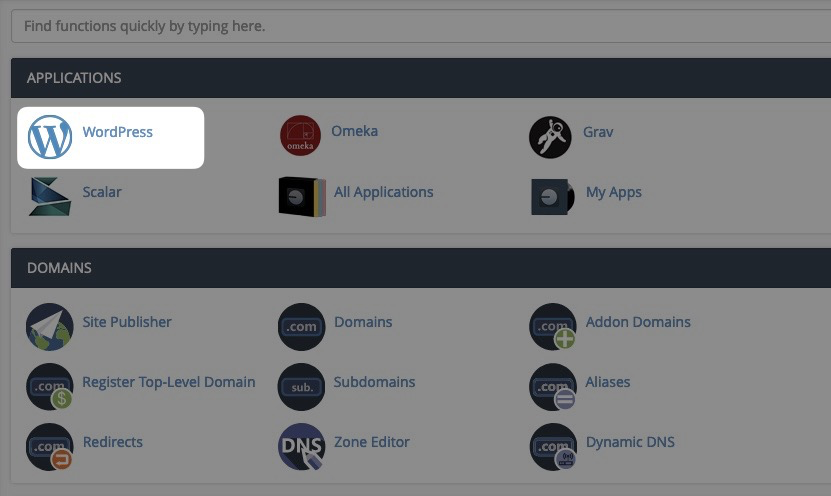 Find functions quickly by typing here.
APPLICATIONS
WordPress
Omeka
omeka
Grav
Scalar
All Applications
My Apps
DOMAINS
Site Publisher
.com Domains
.com Addon Domains
.com $ Register Top-Level Domain
sub. Subdomains
.com Aliases
.com Redirects
DNS Zone Editor
.com Dynamic DNS